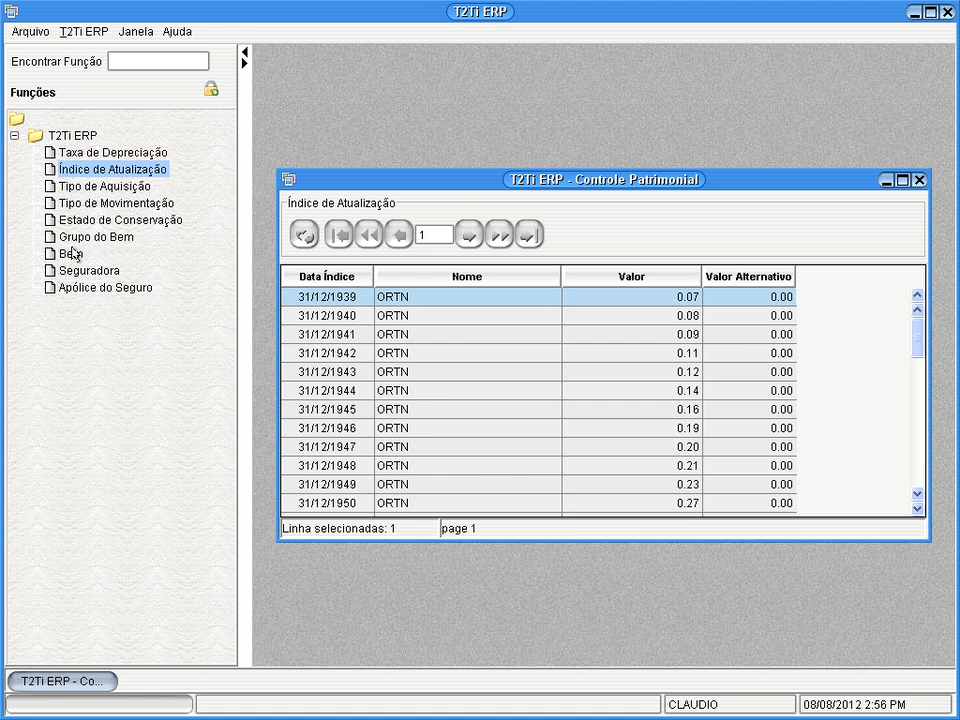 T2Ti ERP
Arquivo T2Ti ERP Janela Ajuda
Encontrar Função
Funções
T2Ti ERP
Taxa de Depreciação
Índice de Atualização
Tipo de Aquisição
Tipo de Movimentação
Estado de Conservação
Grupo do Bem
Seguradora
Apólice do Seguro
T2Ti ERP - Controle Patrimonial
Índice de Atualização
1
Data Índice Nome Valor Valor Alternativo
31/12/1939 ORTN 0.07 0.00
31/12/1940 ORTN 0.08 0.00
31/12/1941 ORTN 0.09 0.00
31/12/1942 ORTN 0.11 0.00
31/12/1943 ORTN 0.12 0.00
31/12/1944 ORTN 0.14 0.00
31/12/1945 ORTN 0.16 0.00
31/12/1946 ORTN 0.19 0.00
31/12/1947 ORTN 0.20 0.00
31/12/1948 ORTN 0.21 0.00
31/12/1949 ORTN 0.23 0.00
31/12/1950 ORTN 0.27 0.00
Linha selecionadas: 1 page 1
T2Ti ERP - Co...
CLAUDIO 08/08/2012 2:56 PM